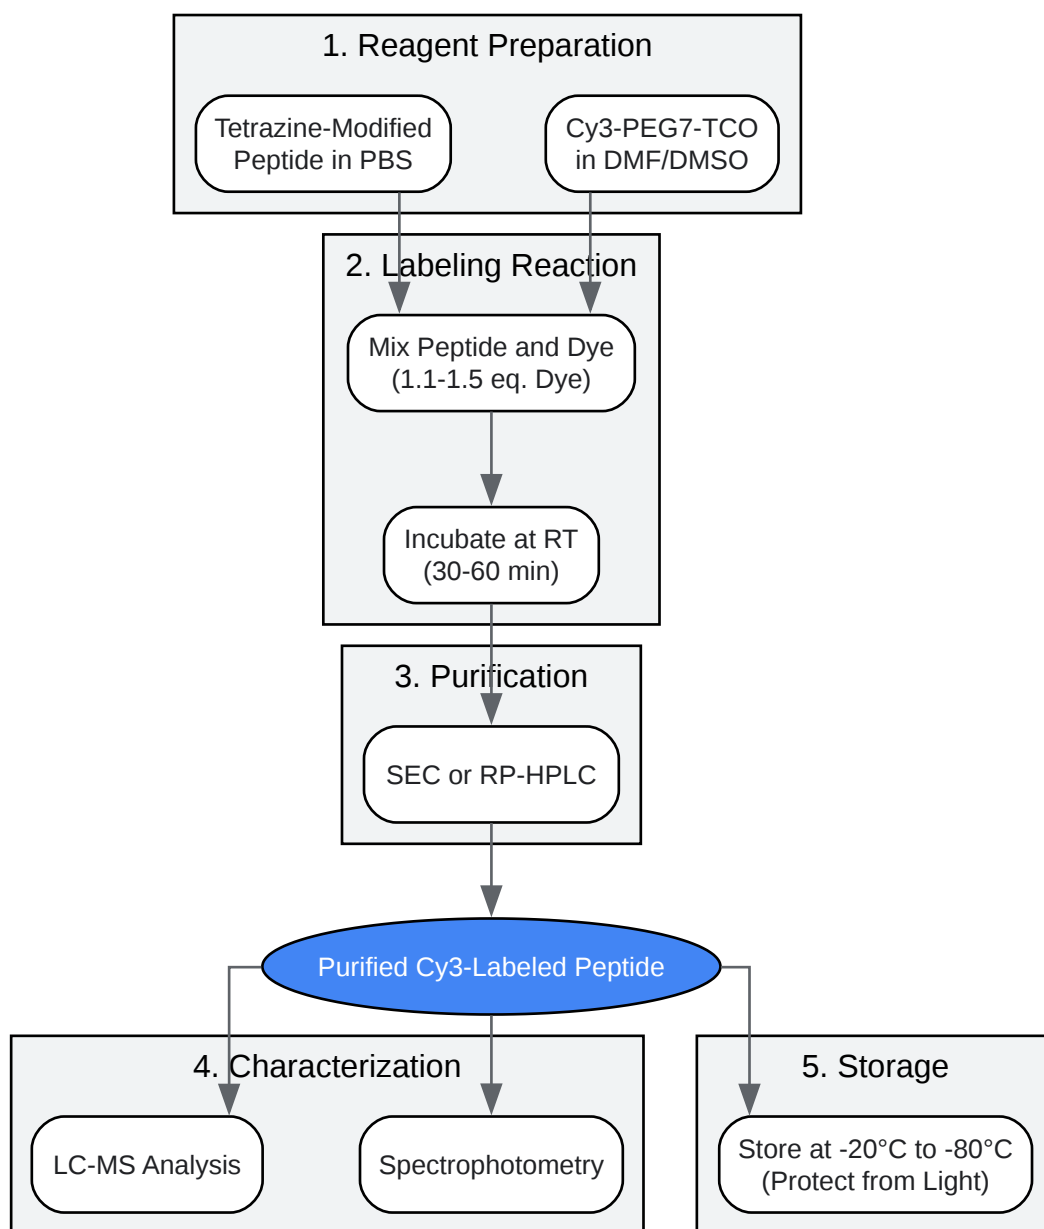 1. Reagent Preparation
Tetrazine-Modified
Peptide in PBS
Cy3-PEG7-TCO
in DMF/DMSO
2. Labeling Reaction
Mix Peptide and Dye
(1.1-1.5 eq. Dye)
Incubate at RT
(30-60 min)
3. Purification
SEC or RP-HPLC
Purified Cy3-Labeled Peptide
4. Characterization
LC-MS Analysis
Spectrophotometry
5. Storage
Store at -20°C to -80°C
(Protect from Light)